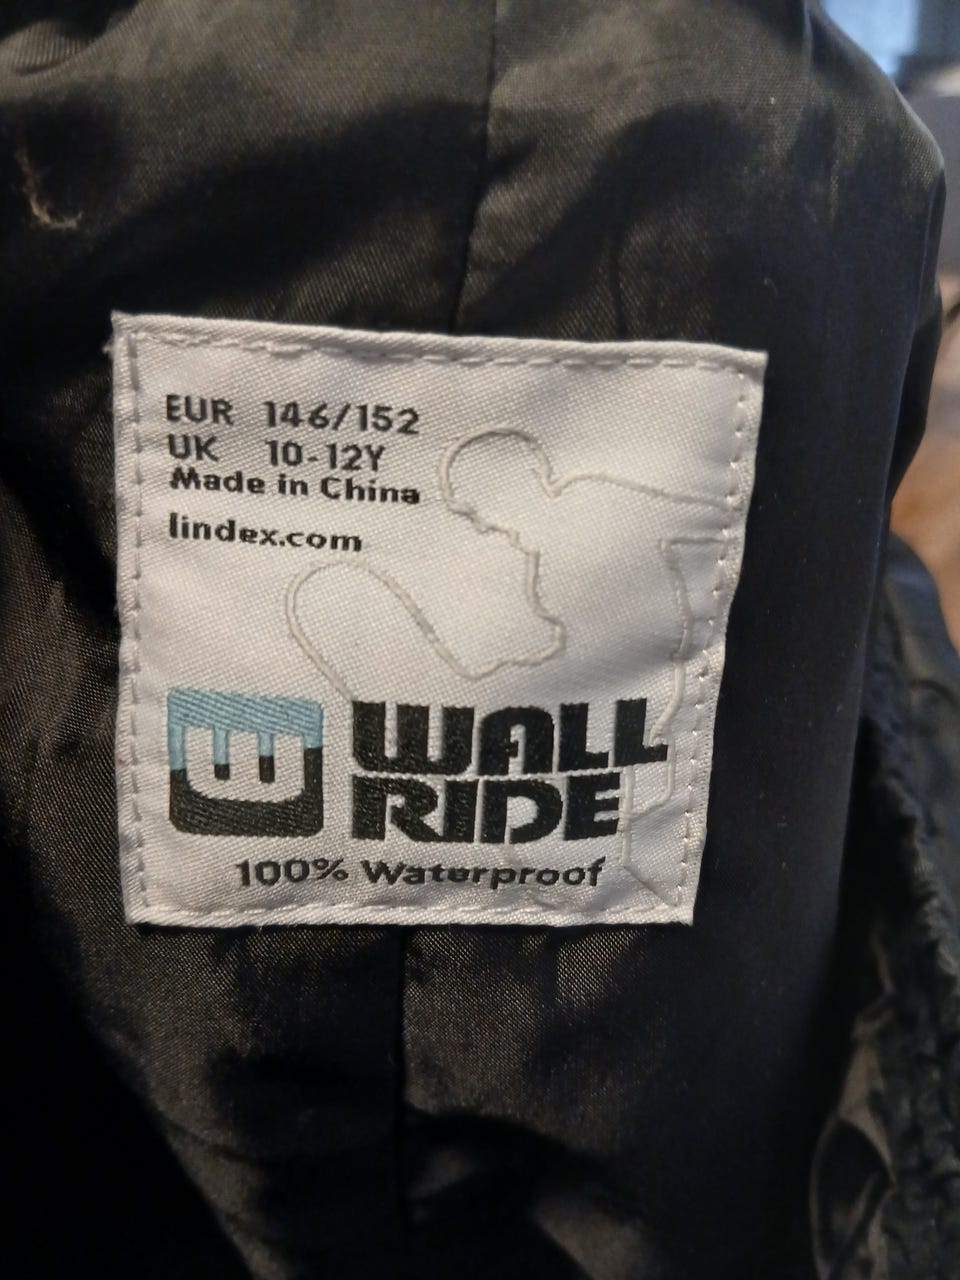 EUR 146/152
UK 10-12Y
Made in China
lindex.com
WALL
RIDE
100% Waterproof